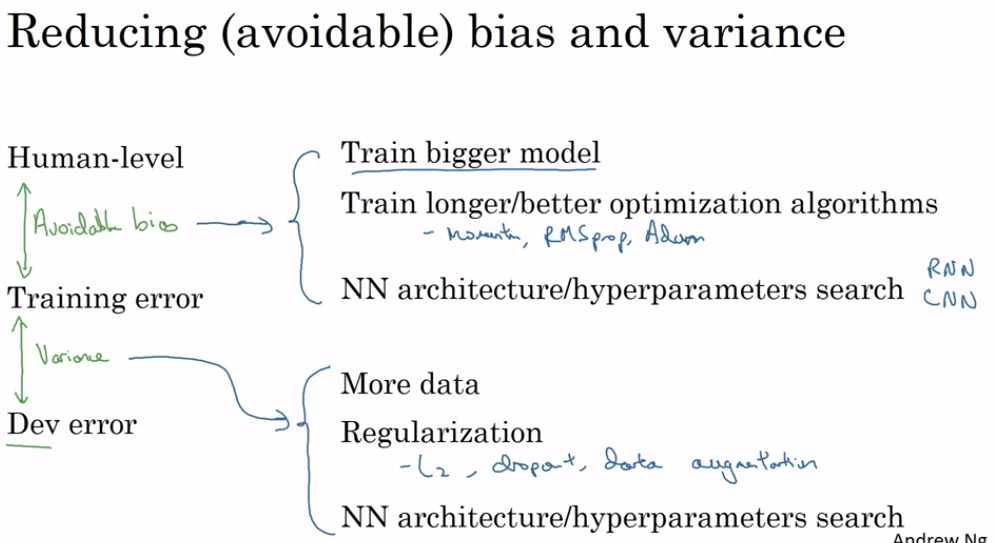 Reducing (avoidable) bias and variance
Human-level
Avoidable bias
Training error
Variance
Dev error
Train bigger model
Train longer/better optimization algorithms
- Momentum, RMSprop, Adam
NN architecture/hyperparameters search
RNN
CNN
More data
Regularization
- L2, dropout, data augmentation
NN architecture/hyperparameters search
Andrew Ng